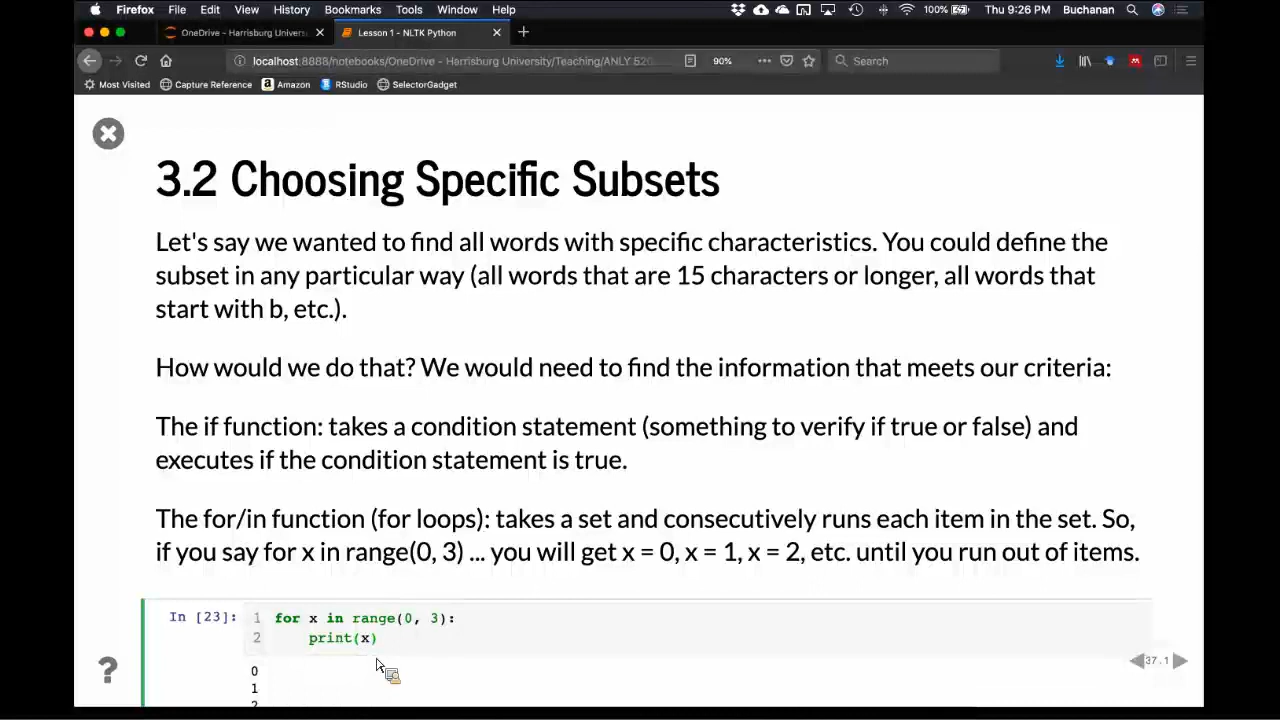 Firefox File Edit View History Bookmarks Tools Window Help 100% Thu 9:26 PM Buchanan
OneDrive - Harrisburg Univers Lesson 1 - NLTK Python
localhost:8888/notebooks/OneDrive - Harrisburg University/Teaching/ANLY 520 90% Search
Most Visited Capture Reference Amazon RStudio SelectorGadget
3.2 Choosing Specific Subsets
Let's say we wanted to find all words with specific characteristics. You could define the
subset in any particular way (all words that are 15 characters or longer, all words that
start with b, etc.).
How would we do that? We would need to find the information that meets our criteria:
The if function: takes a condition statement (something to verify if true or false) and
executes if the condition statement is true.
The for/in function (for loops): takes a set and consecutively runs each item in the set. So,
if you say for x in range(0, 3) ... you will get x = 0, x = 1, x = 2, etc. until you run out of items.
In [23]: 1 for x in range(0, 3):
2 print(x)
0
1
2
37.1
?